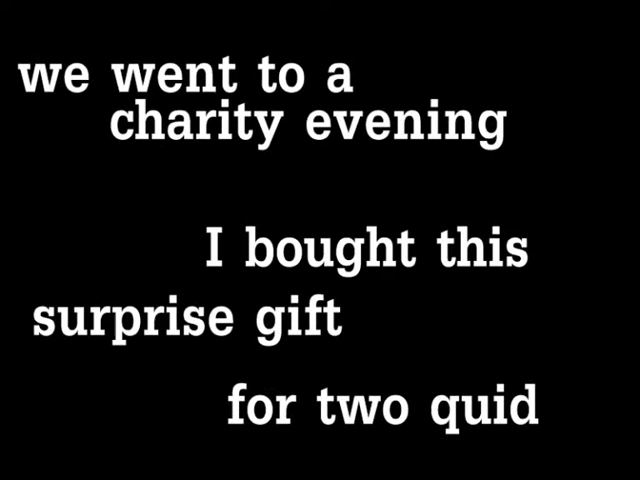 we went to a
charity evening
I bought this
surprise gift
for two quid